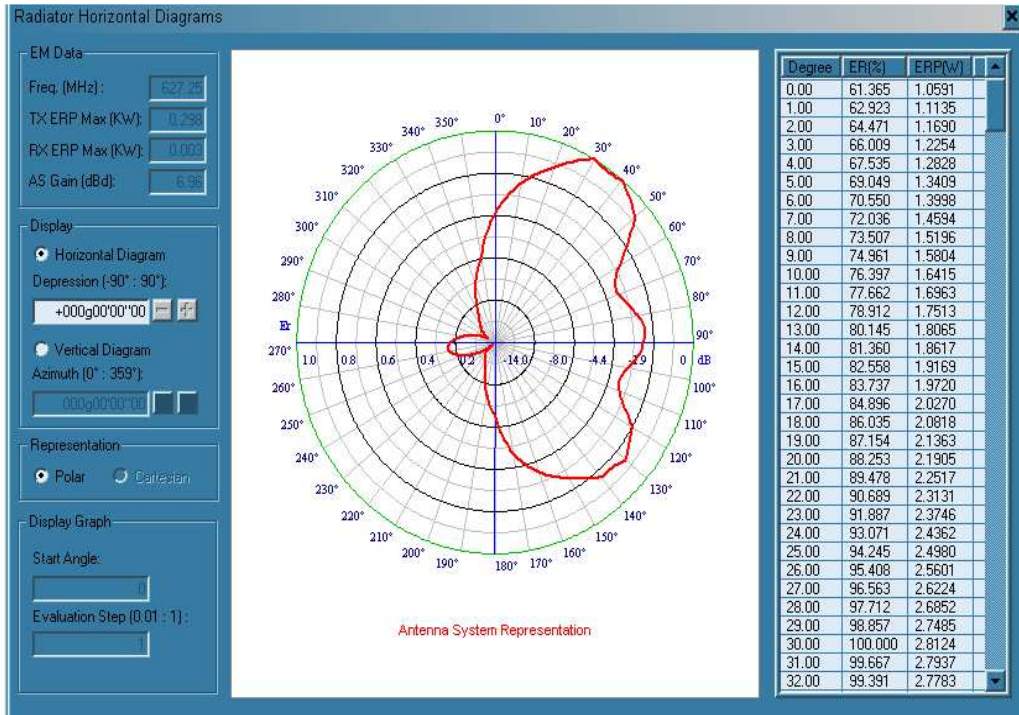 Radiator Horizontal Diagrams
EM Data
Freq. (MHz) : 627.25
TX ERP Max (KW): 0.298
RX ERP Max (KW): 0.003
AS Gain (dBd): 6.96
Display
Horizontal Diagram
Depression (-90° : 90°):
+000g00'00''00
Vertical Diagram
Azimuth (0° : 359°):
000g00'00''00
Representation
Polar Cartesian
Display Graph
Start Angle:
0
Evaluation Step (0.01 : 1) :
1
340° 350° 0° 10° 20°
330° 30°
320° 40°
310° 50°
300° 60°
290° 70°
280° 80°
Er 90°
270° 1.0 0.8 0.6 0.4 0.2 -14.0 -8.0 -4.4 -1.9 0 dB
260° 100°
250° 110°
240° 120°
230° 130°
220° 140°
210° 150°
200° 190° 180° 170° 160°
Antenna System Representation
Degree ER(%) ERP(W)
0.00 61.365 1.0591
1.00 62.923 1.1135
2.00 64.471 1.1690
3.00 66.009 1.2254
4.00 67.535 1.2828
5.00 69.049 1.3409
6.00 70.550 1.3998
7.00 72.036 1.4594
8.00 73.507 1.5196
9.00 74.961 1.5804
10.00 76.397 1.6415
11.00 77.662 1.6963
12.00 78.912 1.7513
13.00 80.145 1.8065
14.00 81.360 1.8617
15.00 82.558 1.9169
16.00 83.737 1.9720
17.00 84.896 2.0270
18.00 86.035 2.0818
19.00 87.154 2.1363
20.00 88.253 2.1905
21.00 89.478 2.2517
22.00 90.689 2.3131
23.00 91.887 2.3746
24.00 93.071 2.4362
25.00 94.245 2.4980
26.00 95.408 2.5601
27.00 96.563 2.6224
28.00 97.712 2.6852
29.00 98.857 2.7485
30.00 100.000 2.8124
31.00 99.667 2.7937
32.00 99.391 2.7783